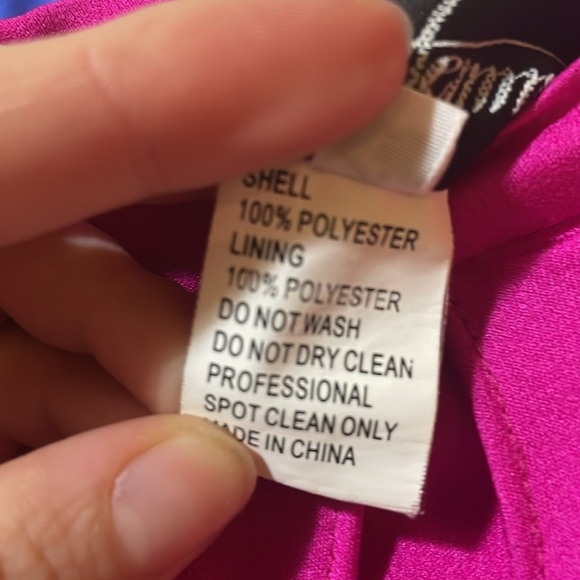 SHELL
100% POLYESTER
LINING
100% POLYESTER
DO NOT WASH
DO NOT DRY CLEAN
PROFESSIONAL
SPOT CLEAN ONLY
MADE IN CHINA